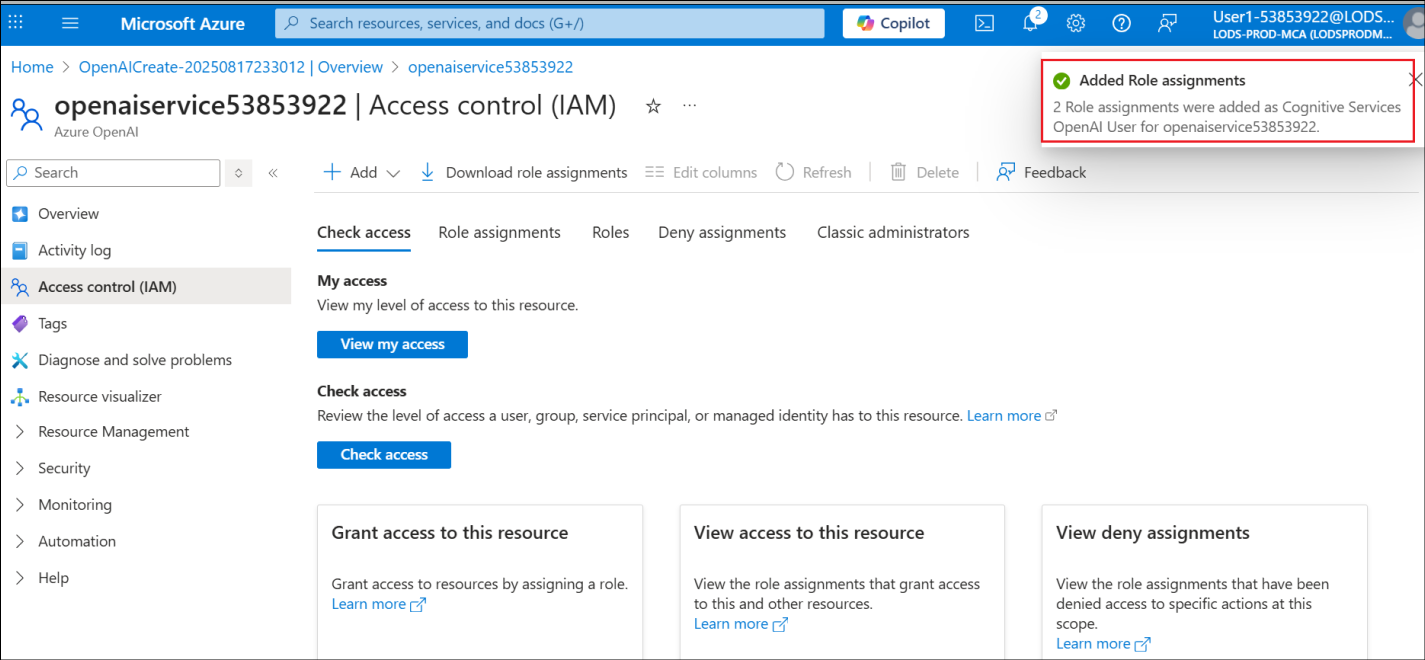 Microsoft Azure
Search resources, services, and docs (G+/)
Copilot
2
User1-53853922@LODS...
LODS-PROD-MCA (LODSPRODM...
Home > OpenAICreate-20250817233012 | Overview > openaiservice53853922
openaiservice53853922 | Access control (IAM)
Azure OpenAI
Added Role assignments
2 Role assignments were added as Cognitive Services
OpenAI User for openaiservice53853922.
Search
Add
Download role assignments
Edit columns
Refresh
Delete
Feedback
Overview
Activity log
Access control (IAM)
Tags
Diagnose and solve problems
Resource visualizer
Resource Management
Security
Monitoring
Automation
Help
Check access
Role assignments
Roles
Deny assignments
Classic administrators
My access
View my level of access to this resource.
View my access
Check access
Review the level of access a user, group, service principal, or managed identity has to this resource. Learn more
Check access
Grant access to this resource
Grant access to resources by assigning a role.
Learn more
View access to this resource
View the role assignments that grant access
to this and other resources.
Learn more
View deny assignments
View the role assignments that have been
denied access to specific actions at this
scope.
Learn more